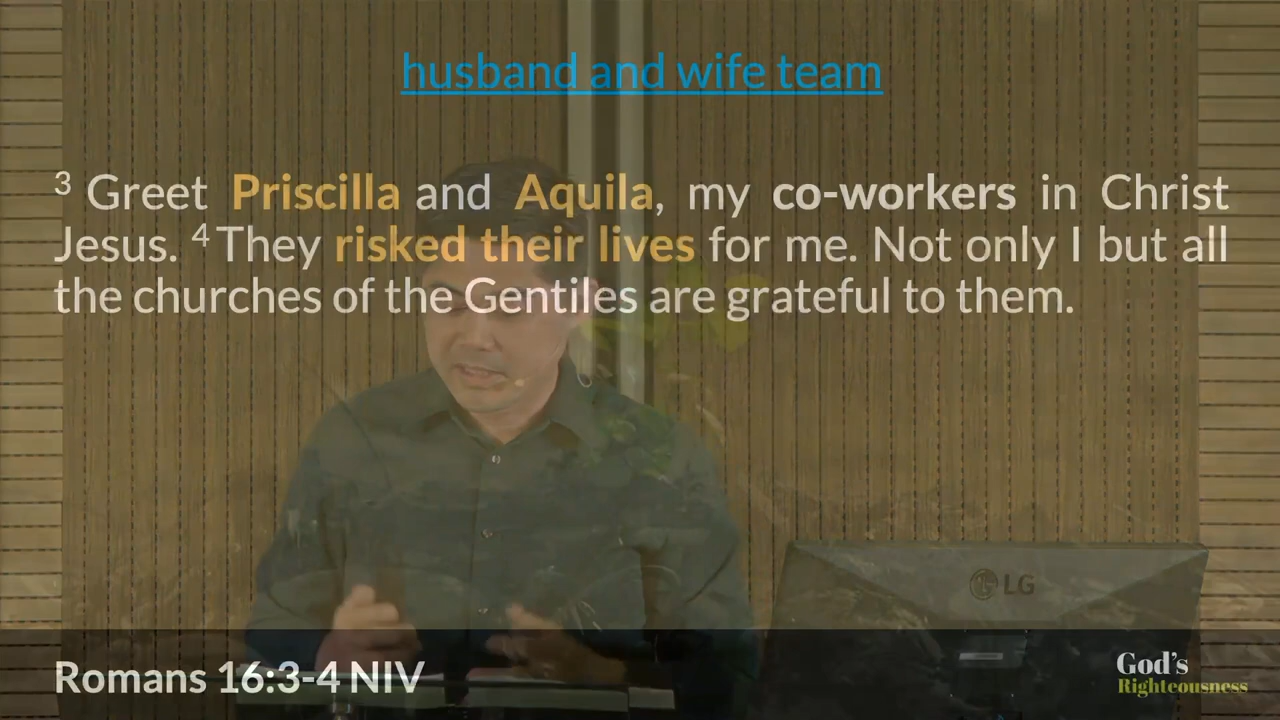 husband and wife team
3 Greet Priscilla and Aquila, my co-workers in Christ
Jesus. 4 They risked their lives for me. Not only I but all
the churches of the Gentiles are grateful to them.
LG
Romans 16:3-4 NIV
God's
Righteousness